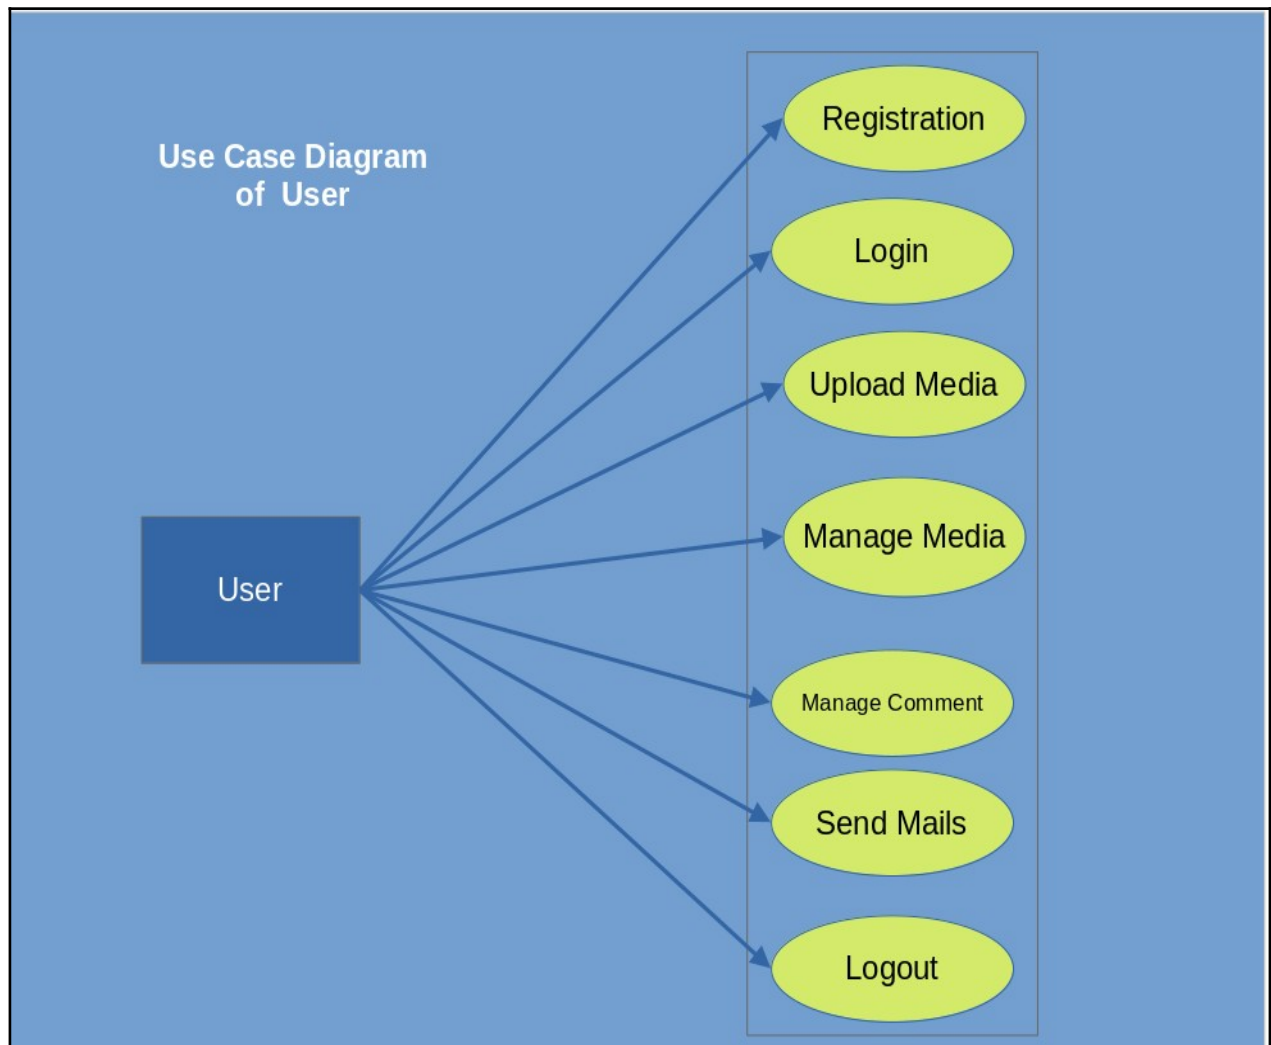 Use Case Diagram
of  User
Registration
Login
Upload Media
Manage Media
User
Manage Comment
Send Mails
Logout